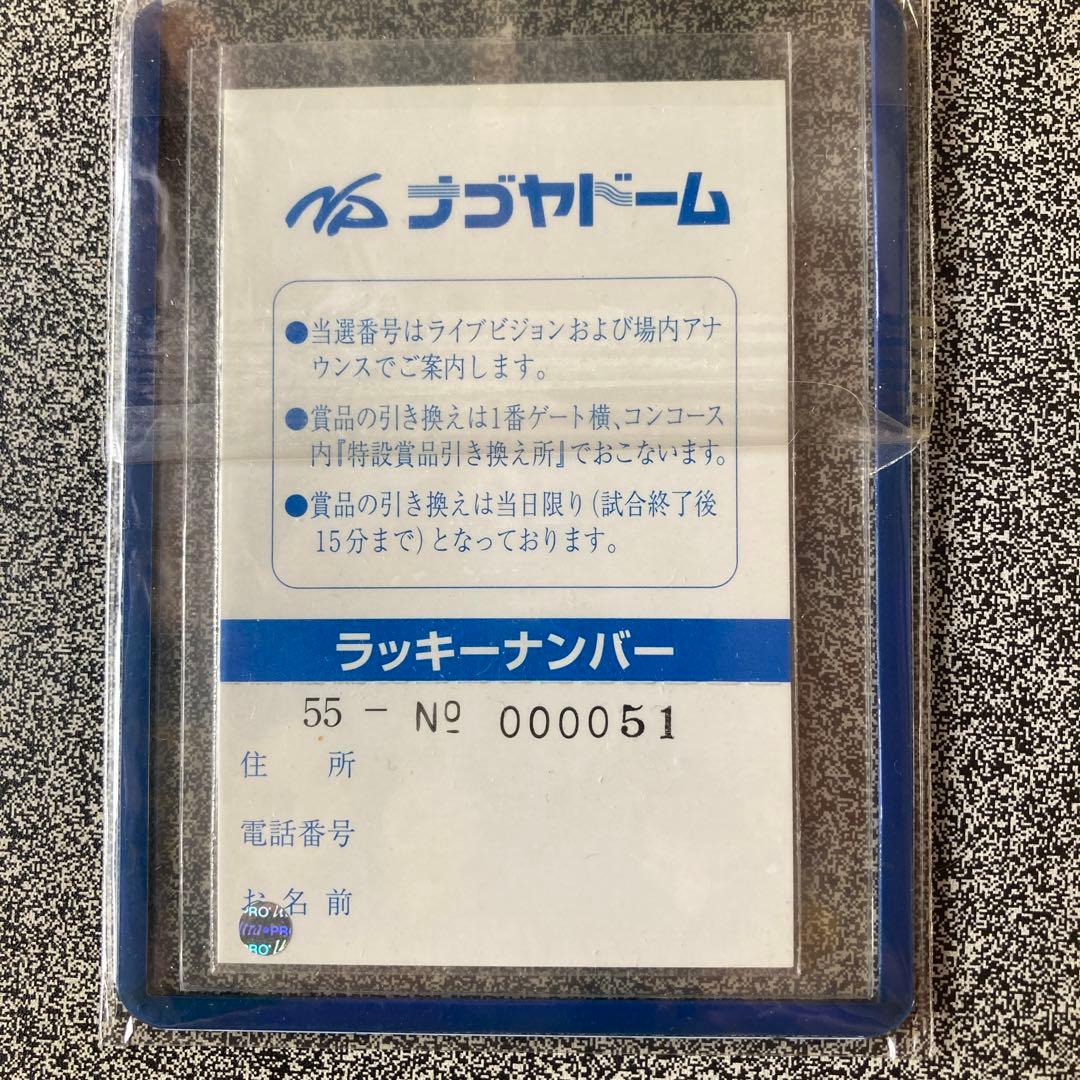 ND ナゴヤドーム
●当選番号はライブビジョンおよび場内アナ
ウンスでご案内します。
●賞品の引き換えは1番ゲート横、コンコース
内『特設賞品引き換え所』でおこないます。
●賞品の引き換えは当日限り(試合終了後
15分まで)となっております。
ラッキーナンバー
55 - Nº 000051
住 所
電話番号
お名前
PRO
PRO
PRO